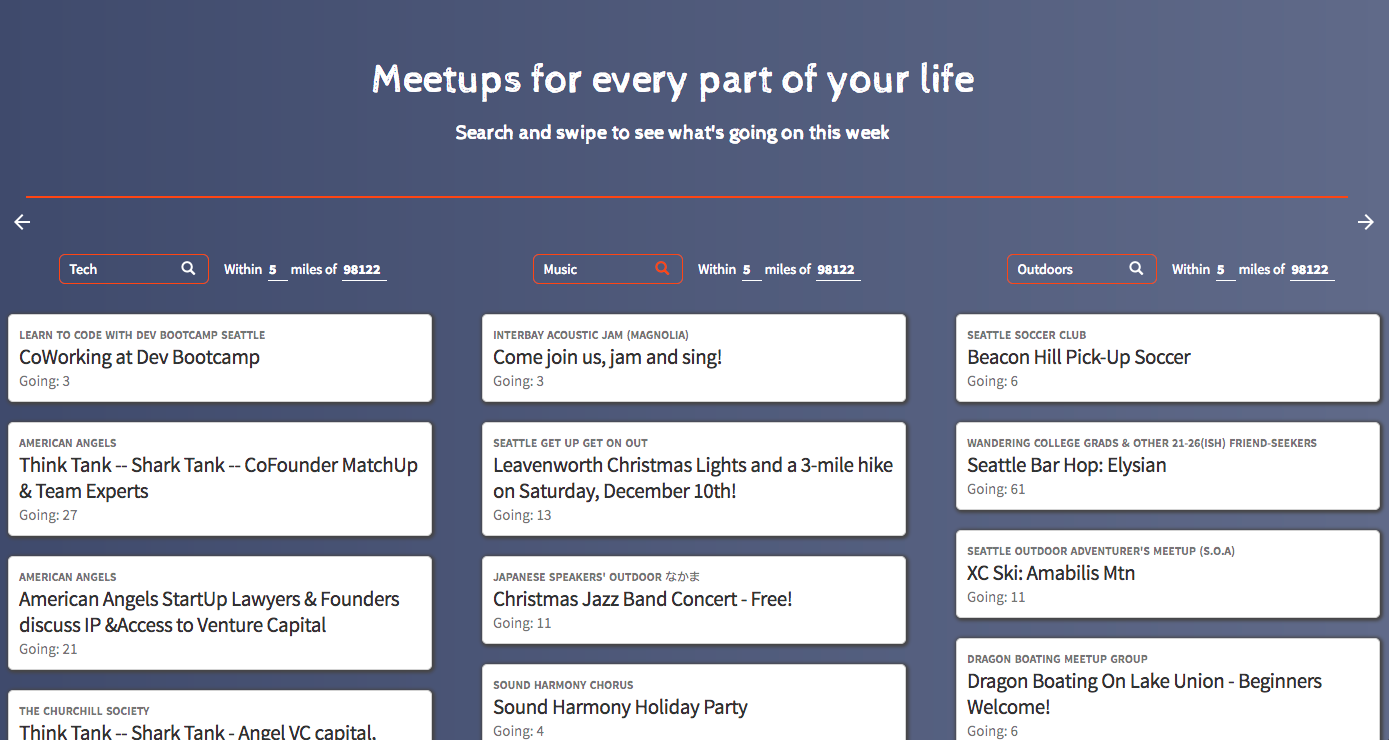 Meetups for every part of your life
Search and swipe to see what's going on this week
Tech
Within 5 miles of 98122
LEARN TO CODE WITH DEV BOOTCAMP SEATTLE
CoWorking at Dev Bootcamp
Going: 3
AMERICAN ANGELS
Think Tank -- Shark Tank -- CoFounder MatchUp
& Team Experts
Going: 27
AMERICAN ANGELS
American Angels StartUp Lawyers & Founders
discuss IP &Access to Venture Capital
Going: 21
THE CHURCHILL SOCIETY
Think Tank -- Shark Tank - Angel VC capital,
Music
Within 5 miles of 98122
INTERBAY ACOUSTIC JAM (MAGNOLIA)
Come join us, jam and sing!
Going: 3
SEATTLE GET UP GET ON OUT
Leavenworth Christmas Lights and a 3-mile hike
on Saturday, December 10th!
Going: 13
JAPANESE SPEAKERS' OUTDOOR なかま
Christmas Jazz Band Concert - Free!
Going: 11
SOUND HARMONY CHORUS
Sound Harmony Holiday Party
Going: 4
Outdoors
Within 5 miles of 98122
SEATTLE SOCCER CLUB
Beacon Hill Pick-Up Soccer
Going: 6
WANDERING COLLEGE GRADS & OTHER 21-26(ISH) FRIEND-SEEKERS
Seattle Bar Hop: Elysian
Going: 61
SEATTLE OUTDOOR ADVENTURER'S MEETUP (S.O.A)
XC Ski: Amabilis Mtn
Going: 11
DRAGON BOATING MEETUP GROUP
Dragon Boating On Lake Union - Beginners
Welcome!
Going: 6